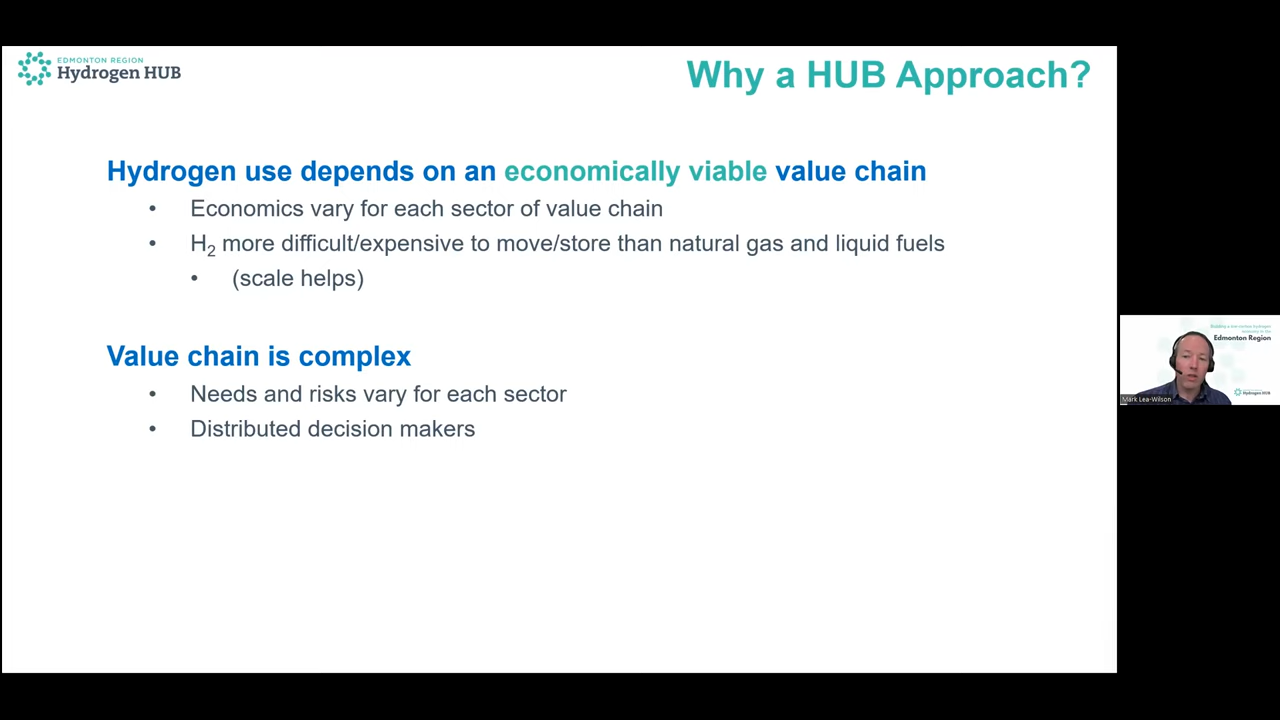 EDMONTON REGION
Hydrogen HUB
Why a HUB Approach?
Hydrogen use depends on an economically viable value chain
• Economics vary for each sector of value chain
• H₂ more difficult/expensive to move/store than natural gas and liquid fuels
• (scale helps)
Value chain is complex
• Needs and risks vary for each sector
• Distributed decision makers
Edmonton Region
Hydrogen HUB
Mark Lea-Wilson